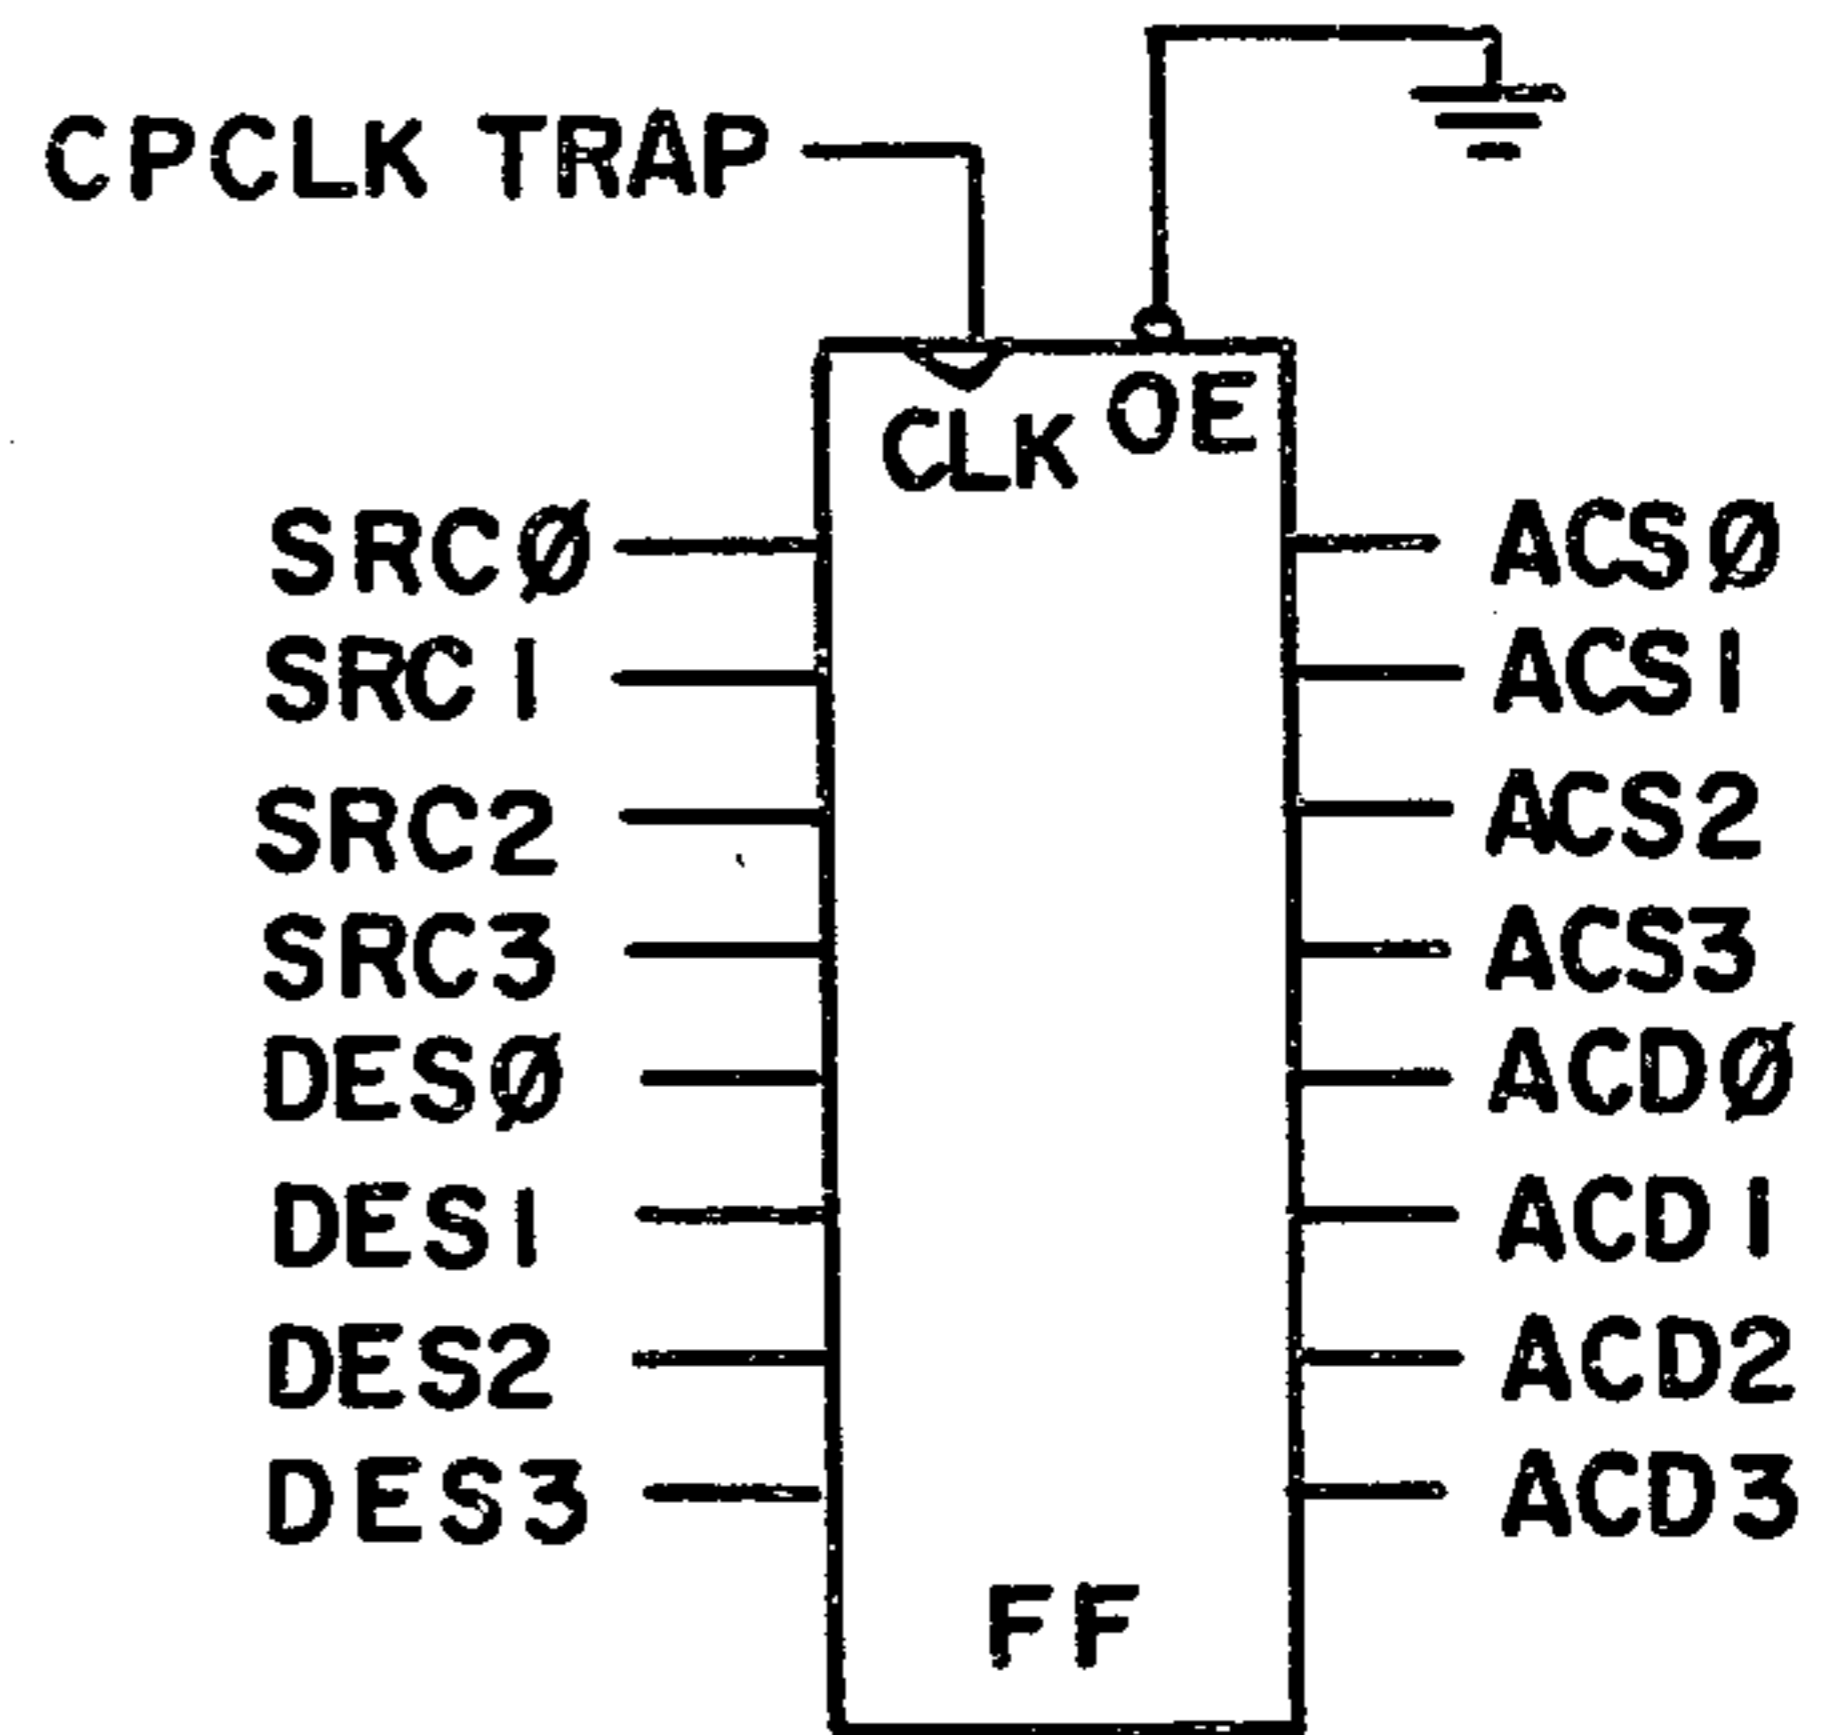 CPCLK TRAP
CLK OE
SRCØ ACSØ
SRC1 ACS1
SRC2 ACS2
SRC3 ACS3
DESØ ACDØ
DES1 ACD1
DES2 ACD2
DES3 ACD3
FF